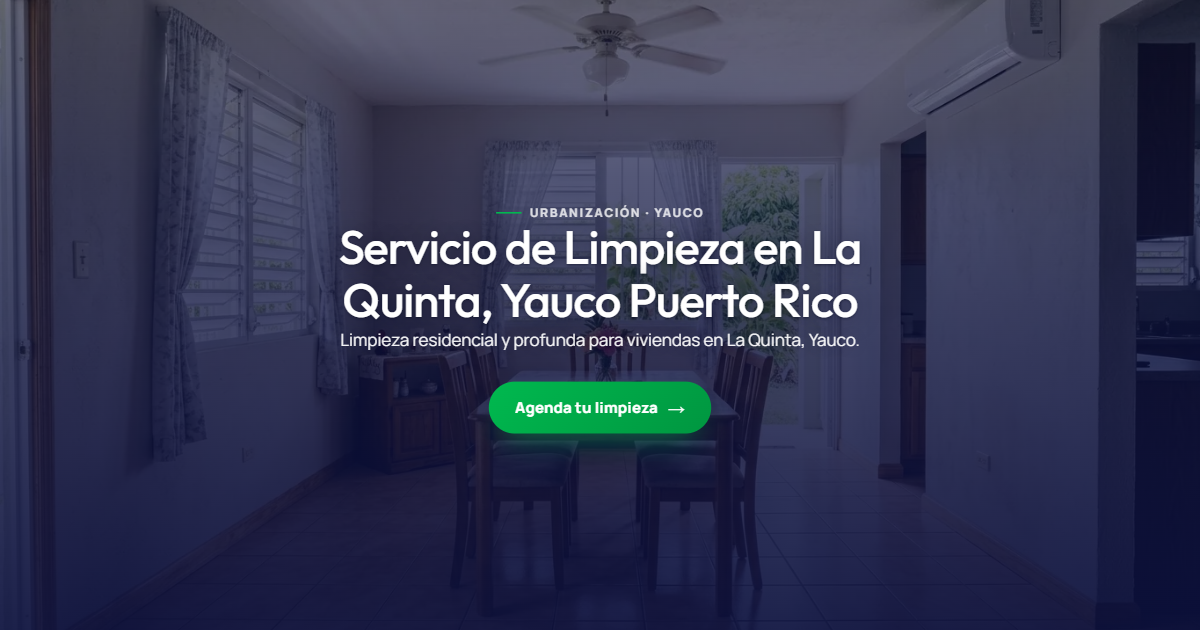 URBANIZACIÓN · YAUCO
Servicio de Limpieza en La
Quinta, Yauco Puerto Rico
Limpieza residencial y profunda para viviendas en La Quinta, Yauco.
Agenda tu limpieza →